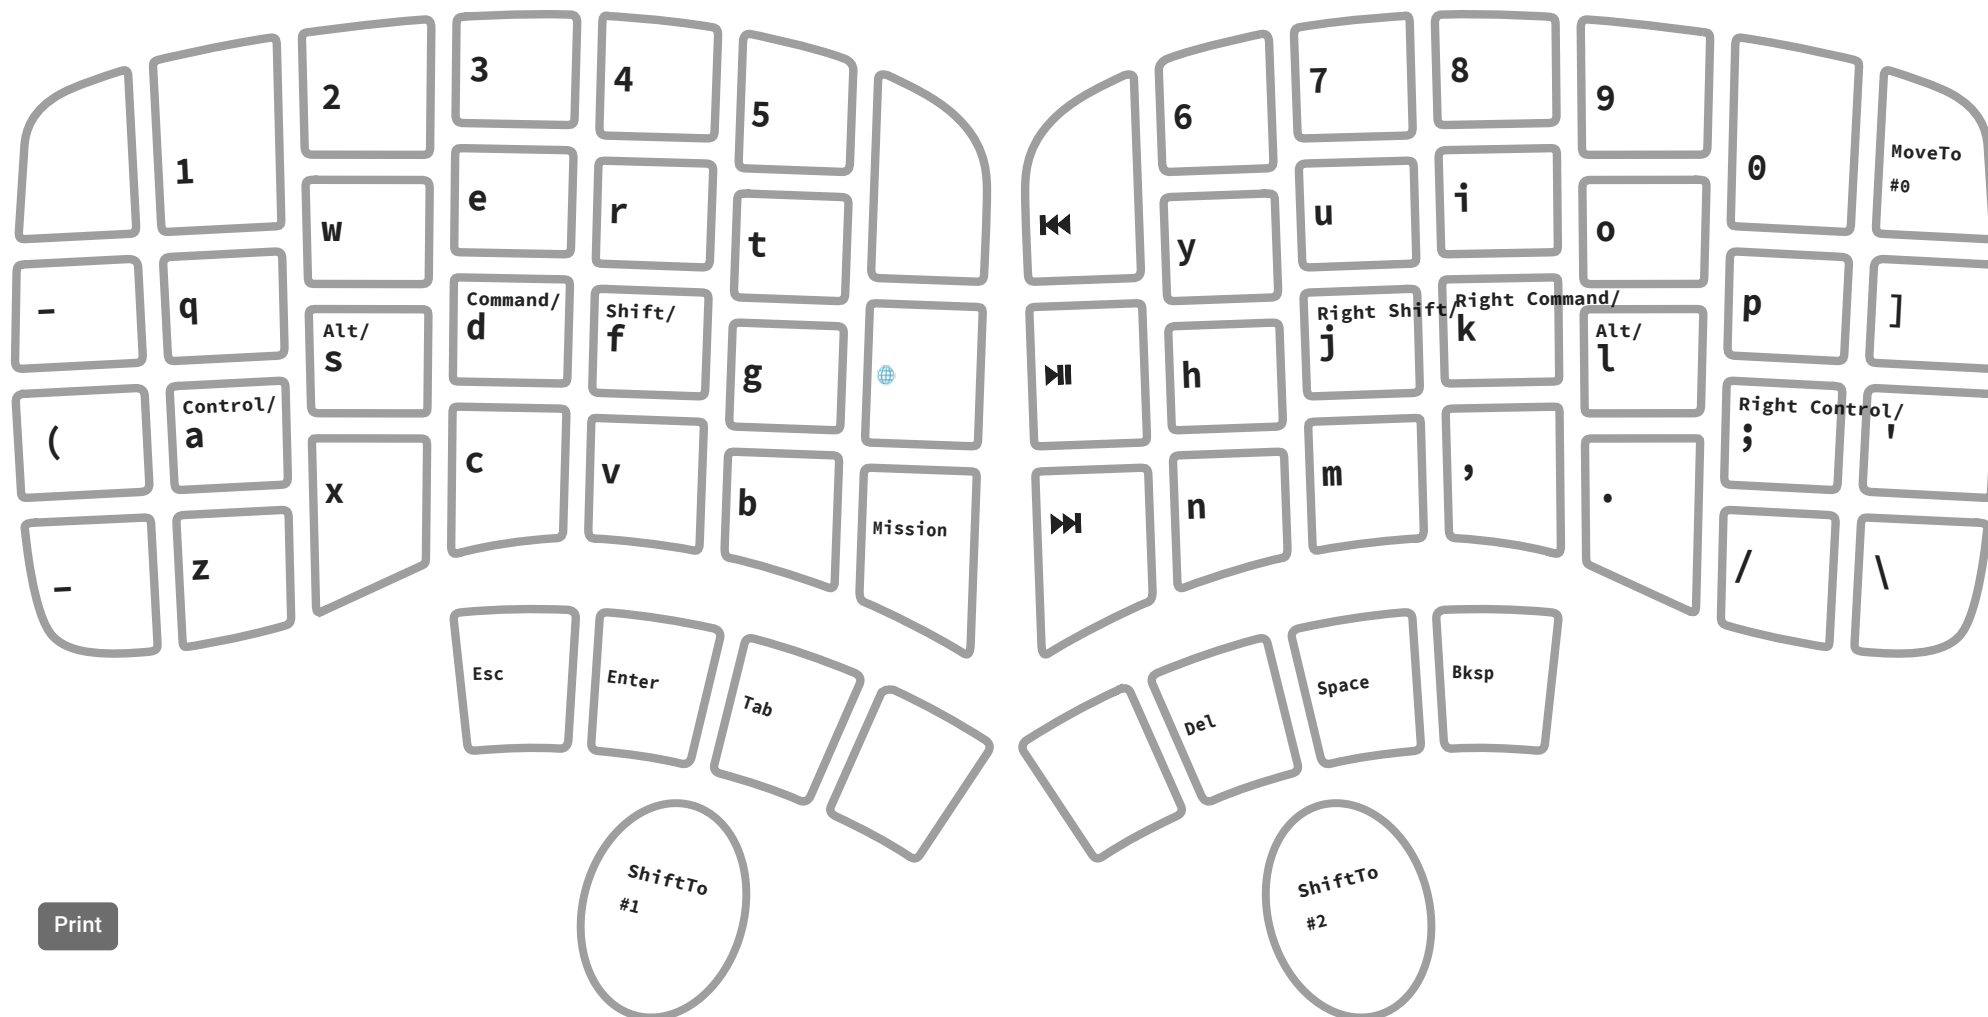 1 2 3 4 5 6 7 8 9 0 MoveTo
#0
- q w e r t ⏮ y u i o p ]
( Control/ Alt/ Command/ Shift/ Right Shift/ Right Command/ Alt/ Right Control/
a s d f g 🌐 ⏯ h j k l ; '
_ z x c v b Mission ⏭ n m , . / \
Esc Enter Tab Del Space Bksp
ShiftTo ShiftTo
#1 #2
Print